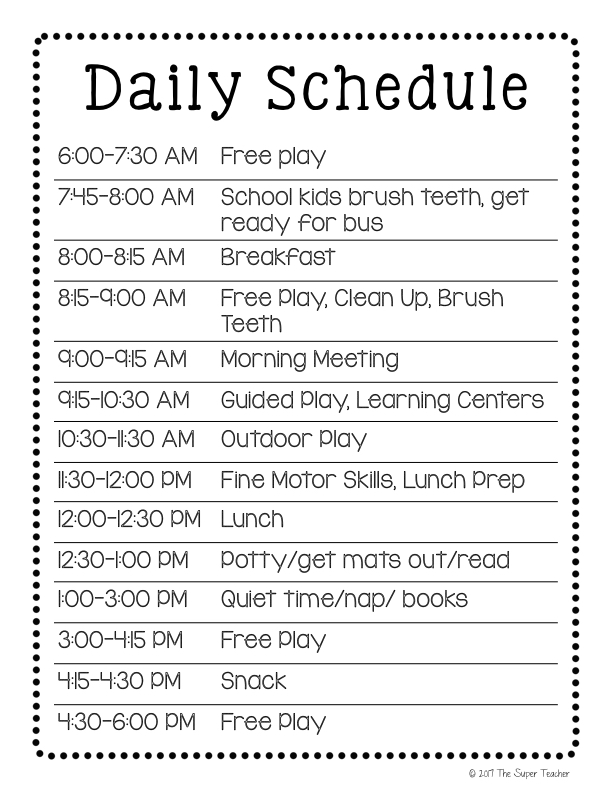 Daily Schedule
6:00-7:30 AM Free play
7:45-8:00 AM School kids brush teeth, get
ready for bus
8:00-8:15 AM Breakfast
8:15-9:00 AM Free Play, Clean Up, Brush
Teeth
9:00-9:15 AM Morning Meeting
9:15-10:30 AM Guided Play, Learning Centers
10:30-11:30 AM Outdoor Play
11:30-12:00 PM Fine Motor Skills, Lunch Prep
12:00-12:30 PM Lunch
12:30-1:00 PM Potty/get mats out/read
1:00-3:00 PM Quiet time/nap/ books
3:00-4:15 PM Free Play
4:15-4:30 PM Snack
4:30-6:00 PM Free Play
© 2017 The Super Teacher